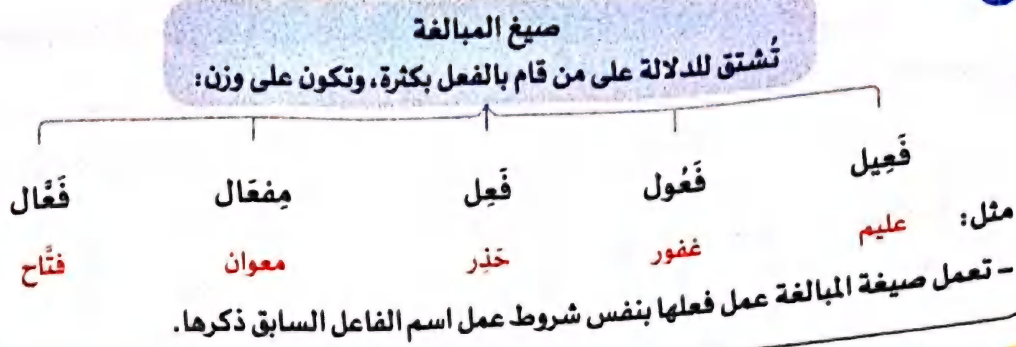 صيغ المبالغة
تُشتق للدلالة على من قام بالفعل بكثرة، وتكون على وزن:
فَعِيل فَعُول فَعِل مِفعَال فَعَّال
مثل: عليم غفور حَذِر معوان فتَّاح
- تعمل صيغة المبالغة عمل فعلها بنفس شروط عمل اسم الفاعل السابق ذكرها.